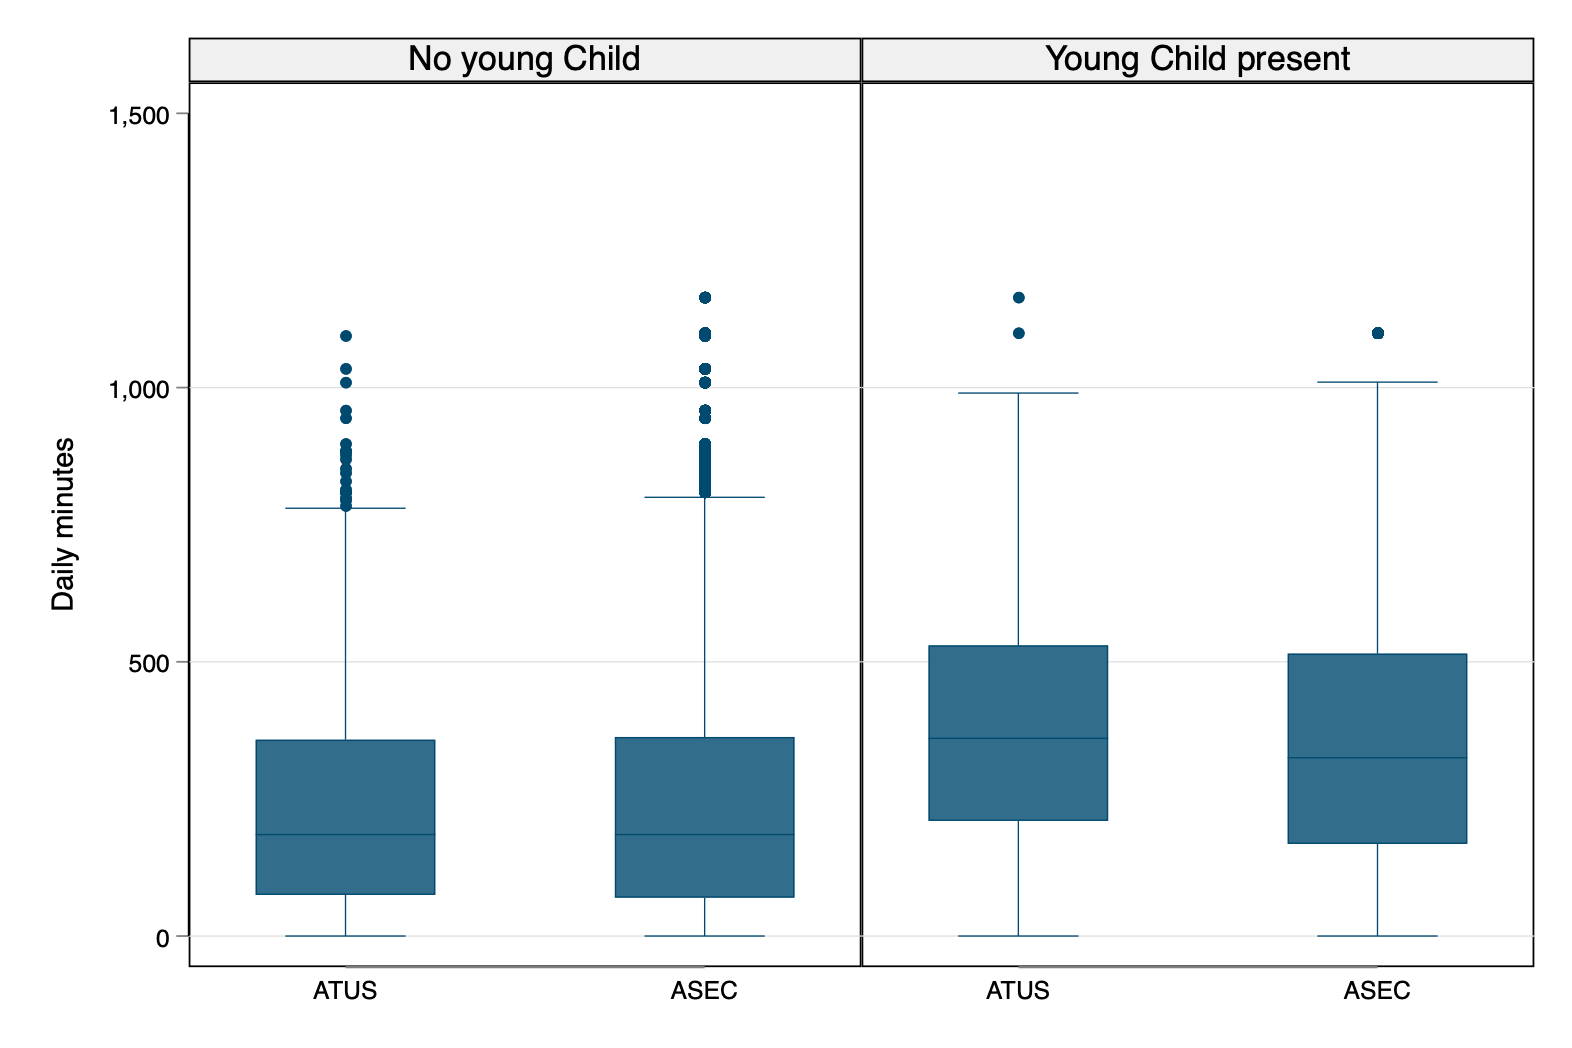 No young Child
Young Child present
1,500
1,000
500
0
Daily minutes
ATUS
ASEC
ATUS
ASEC